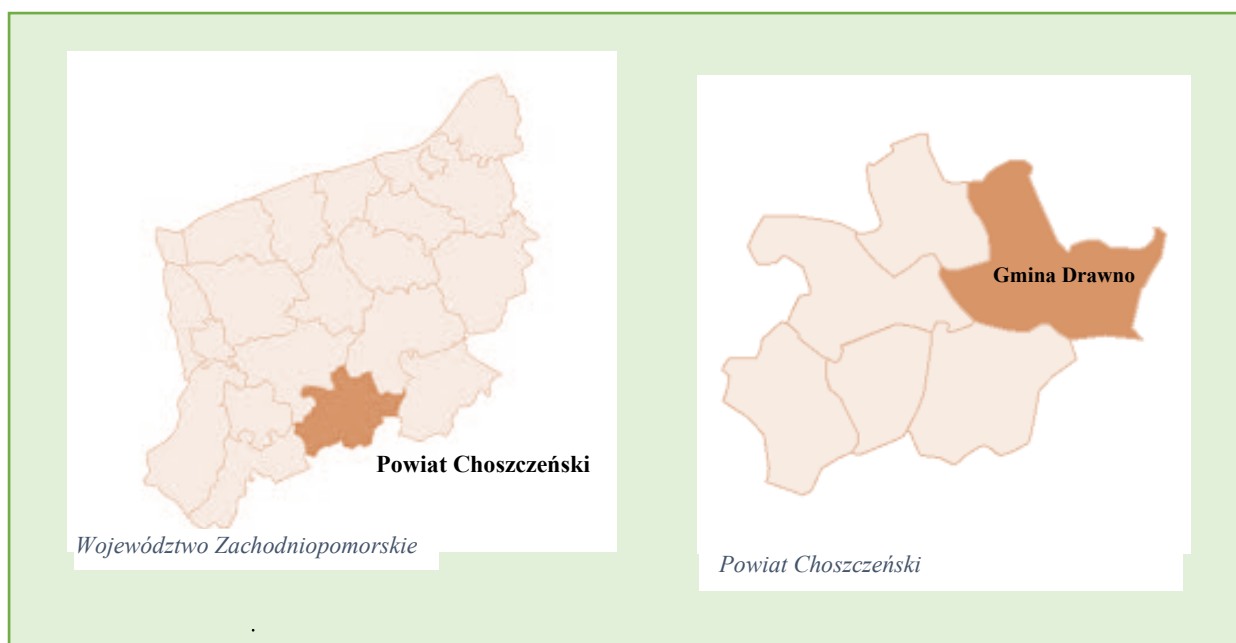 Powiat Choszczeński
Województwo Zachodniopomorskie
Gmina Drawno
Powiat Choszczeński
.